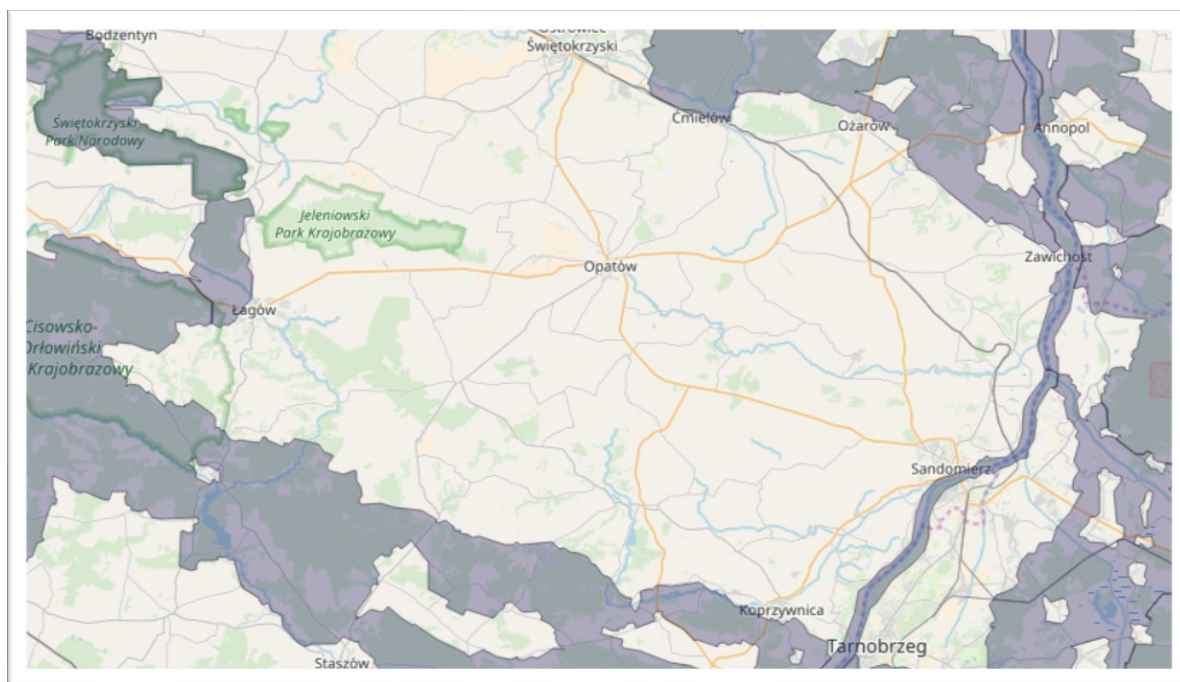 Bodzentyn
Ostrowiec
Świętokrzyski
Świętokrzyski
Park Narodowy
Ćmielów
Ożarów
Annopol
Jeleniowski
Park Krajobrazowy
Opatów
Zawichost
Łagów
Cisowsko-
Orłowiński
Krajobrazowy
Sandomierz
Koprzywnica
Tarnobrzeg
Staszów